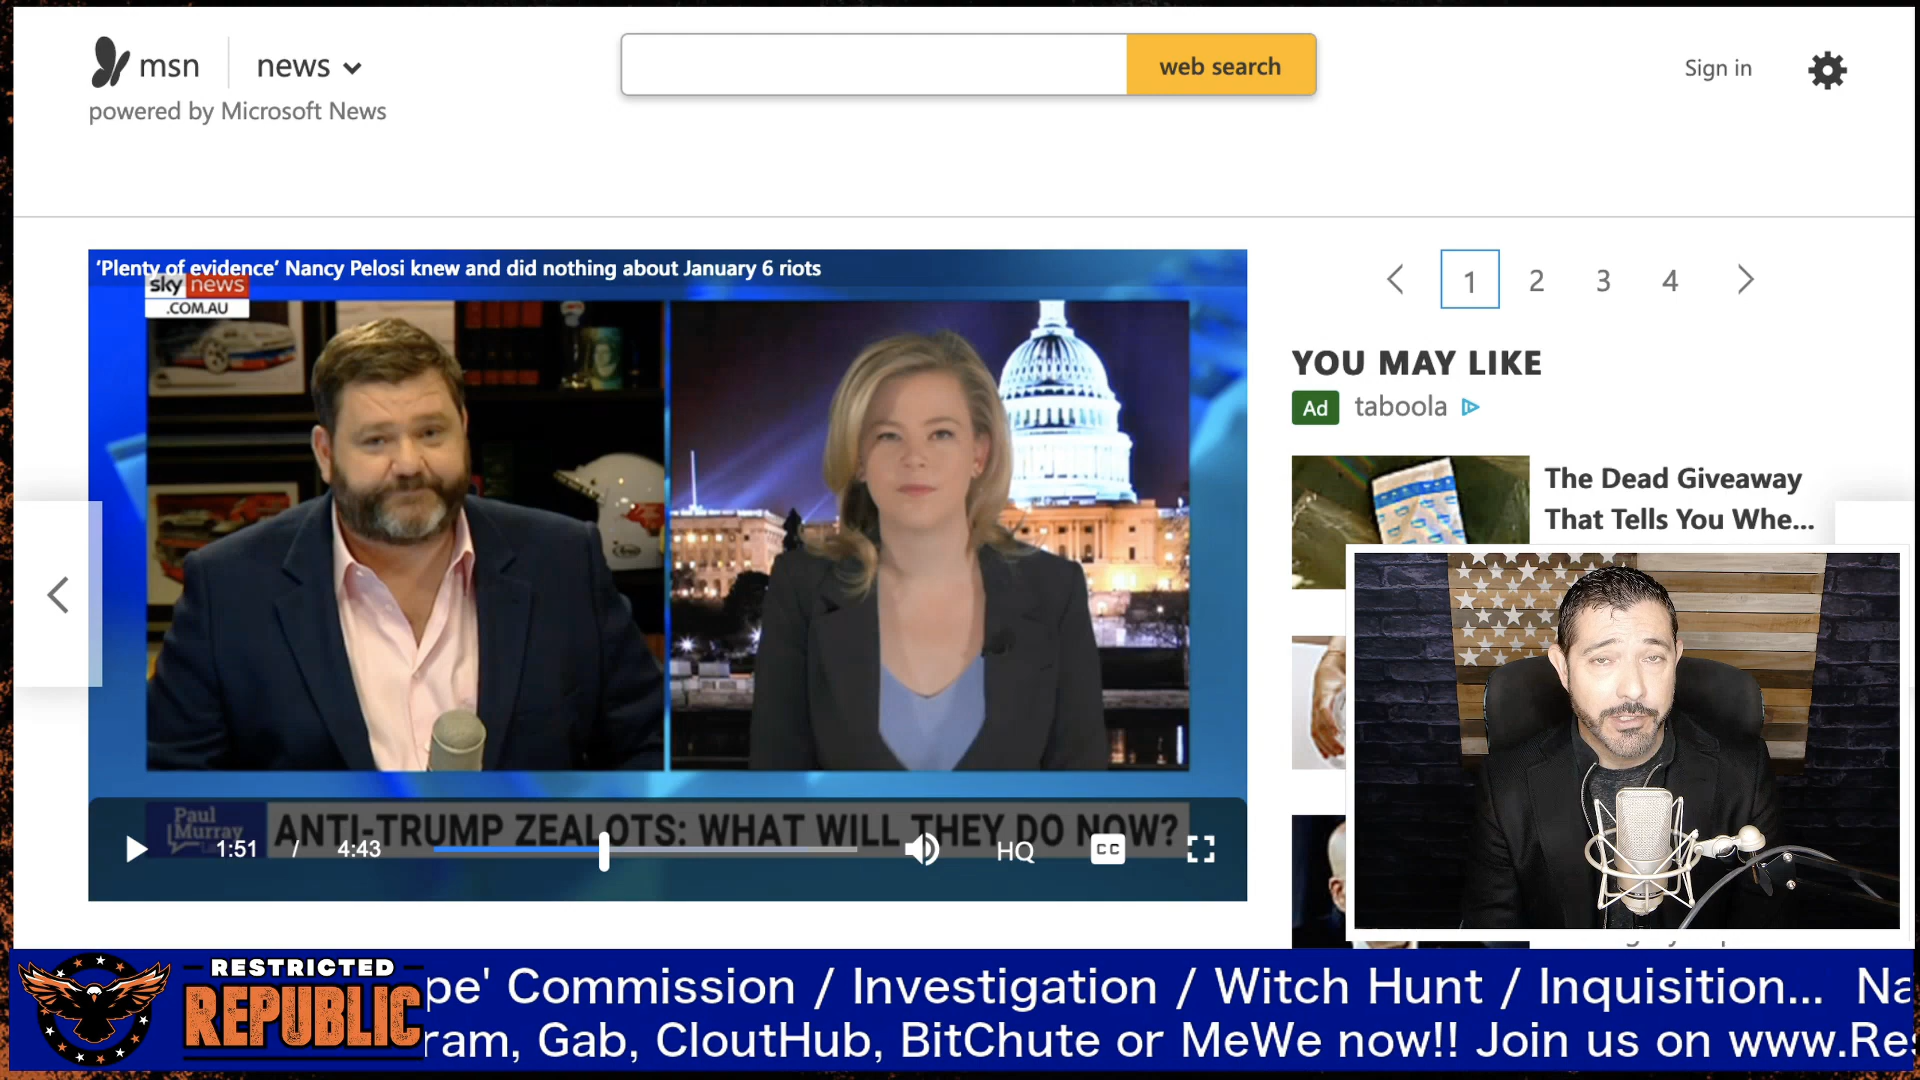 msn
news
web search
Sign in
powered by Microsoft News
'Plenty of evidence' Nancy Pelosi knew and did nothing about January 6 riots
sky news
.COM.AU
1 2 3 4
YOU MAY LIKE
Ad taboola
The Dead Giveaway
That Tells You Whe...
Paul
Murray
ANTI-TRUMP ZEALOTS: WHAT WILL THEY DO NOW?
1:51 / 4:43
HQ
CC
RESTRICTED
REPUBLIC
pe' Commission / Investigation / Witch Hunt / Inquisition... Na
ram, Gab, CloutHub, BitChute or MeWe now!! Join us on www.Res